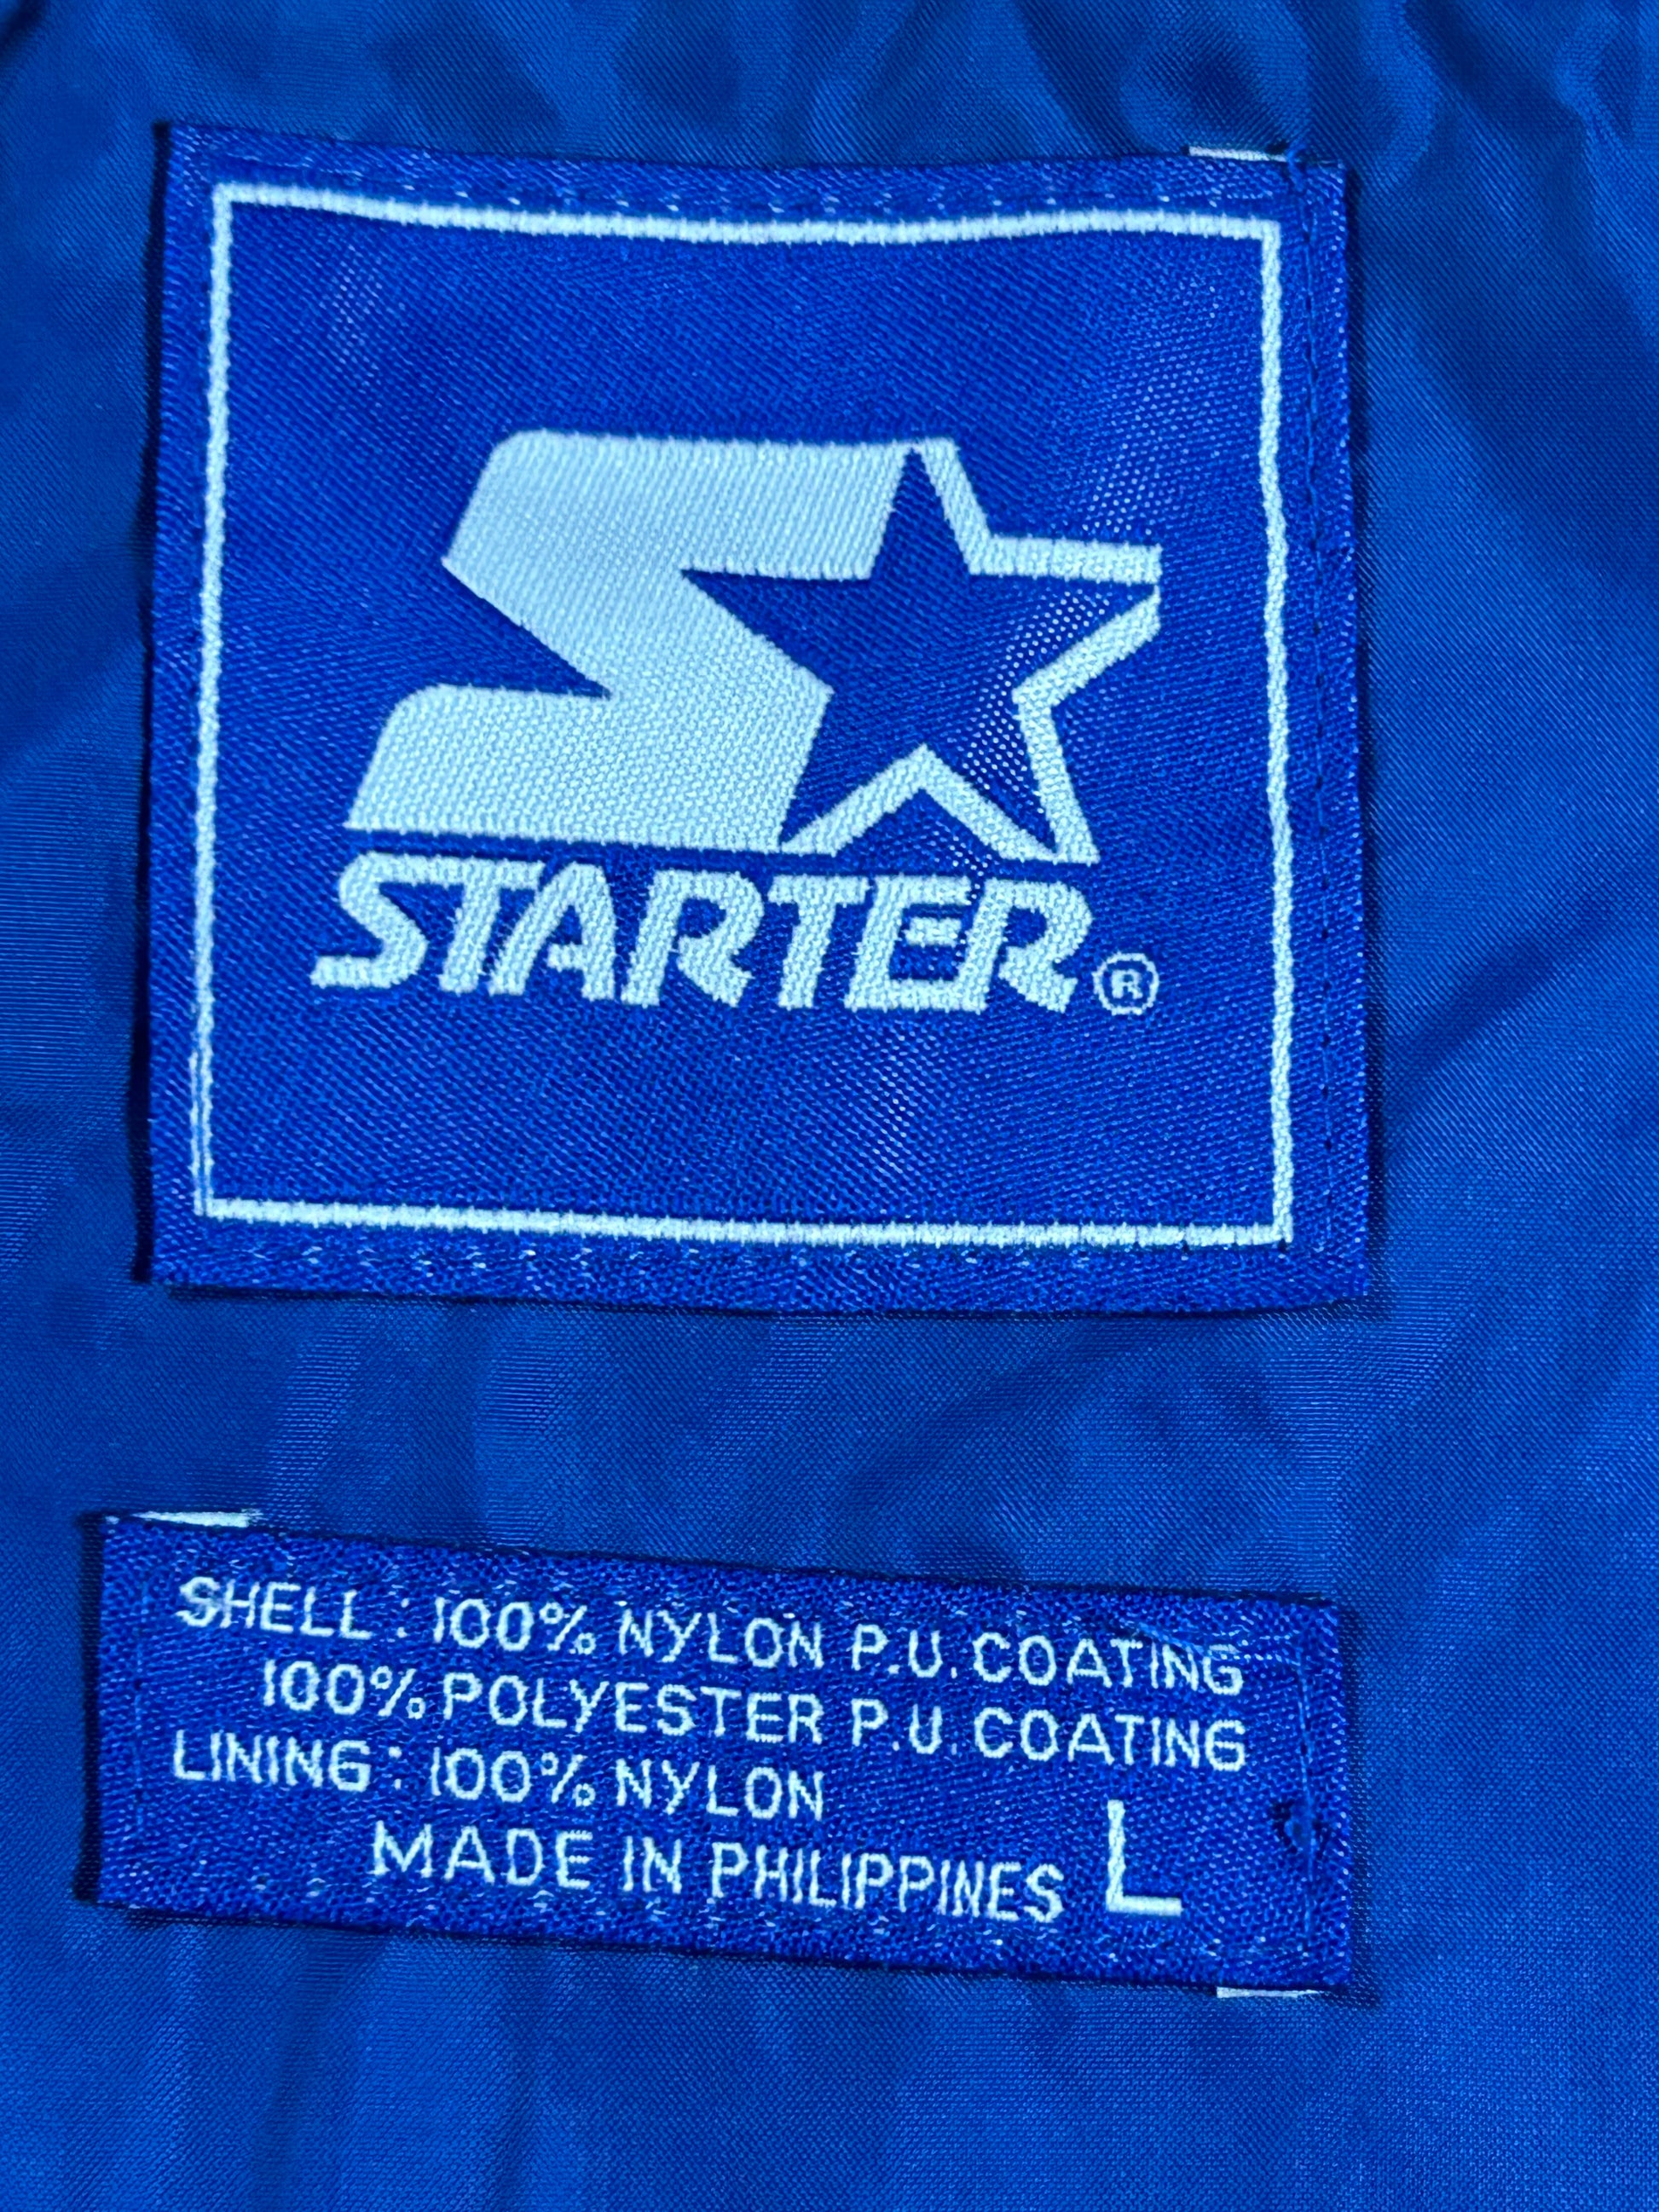 STARTER®
SHELL: 100% NYLON P.U. COATING
100% POLYESTER P.U. COATING
LINING: 100% NYLON
MADE IN PHILIPPINES L